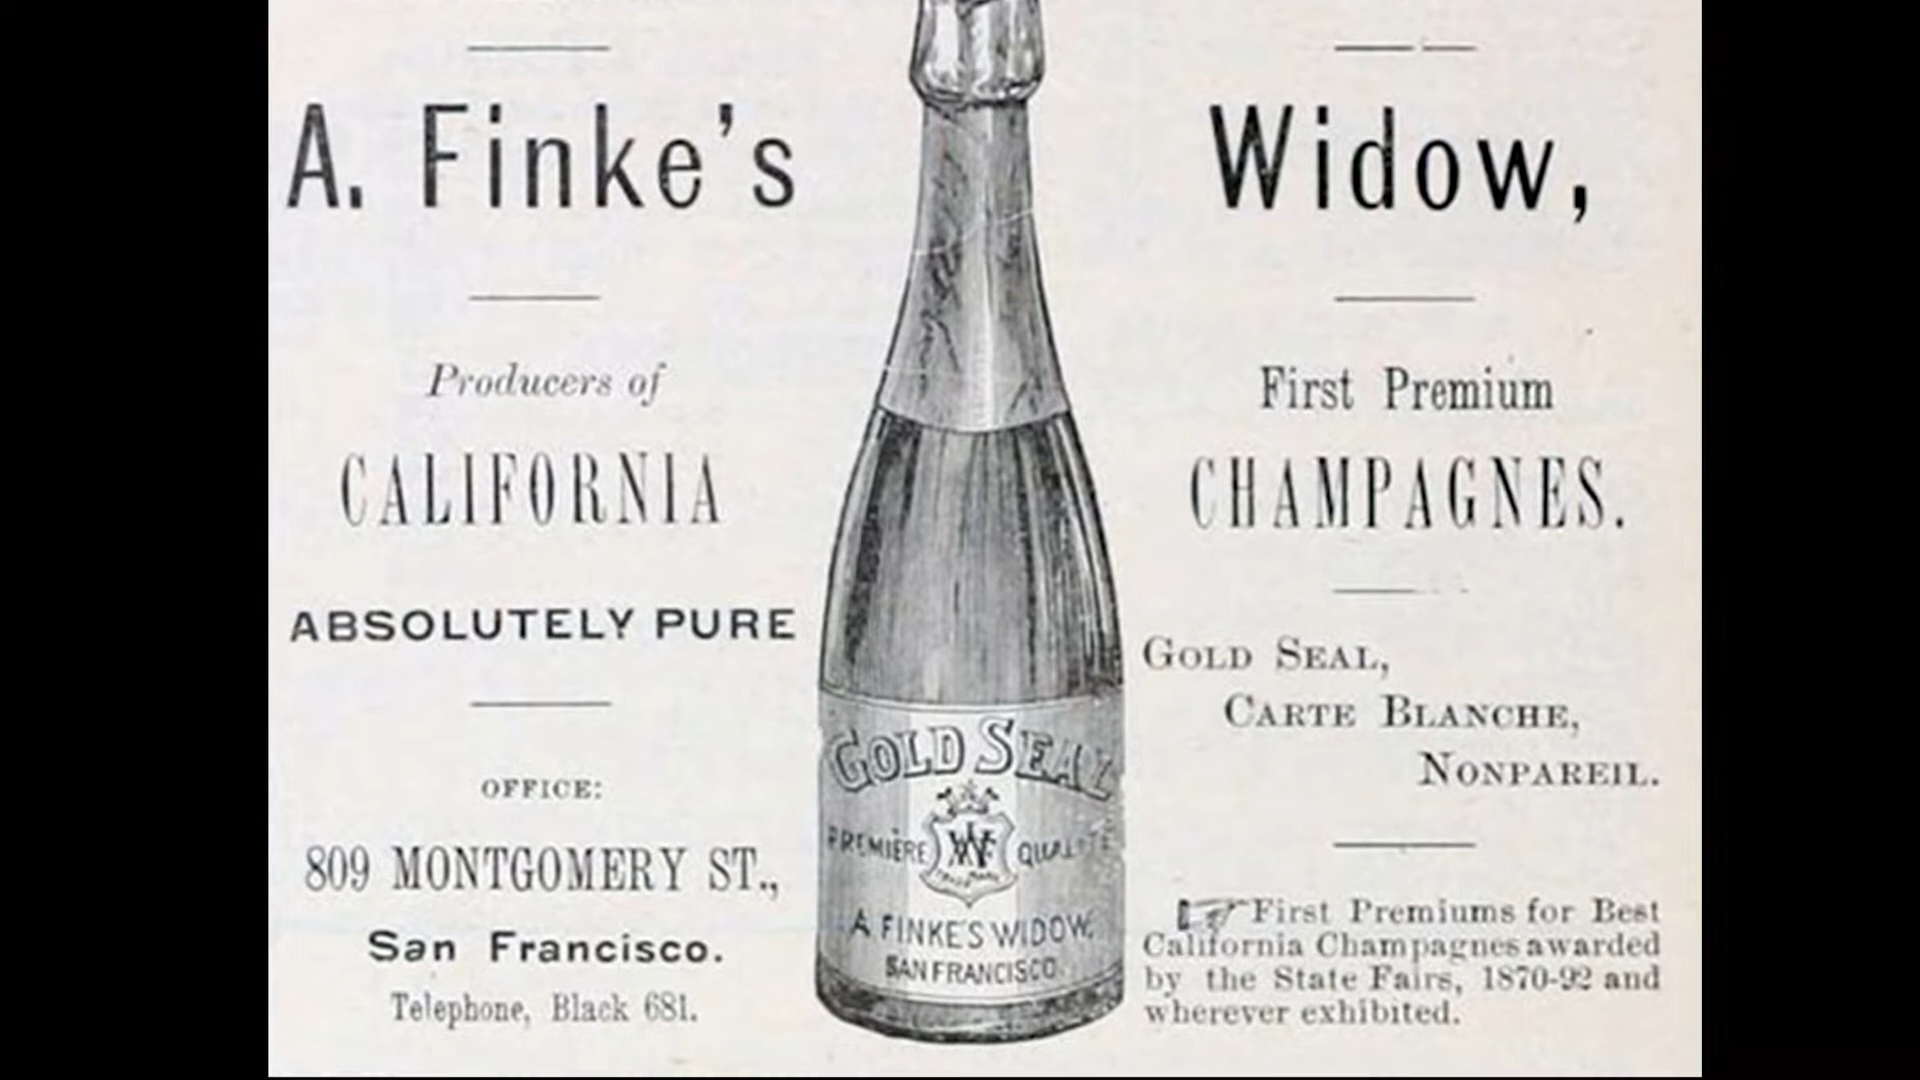 A. Finke's Widow,
Producers of
CALIFORNIA
ABSOLUTELY PURE
OFFICE:
809 MONTGOMERY ST.,
San Francisco.
Telephone, Black 681.
GOLD SEAL
PREMIÈRE QUALITÉ
TRADE MARK
A FINKE'S WIDOW,
SAN FRANCISCO
First Premium
CHAMPAGNES.
GOLD SEAL,
CARTE BLANCHE,
NONPAREIL.
First Premiums for Best
California Champagnes awarded
by the State Fairs, 1870-92 and
wherever exhibited.